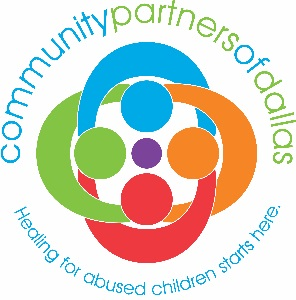 communitypartnersofdallas
Healing for abused children starts here.